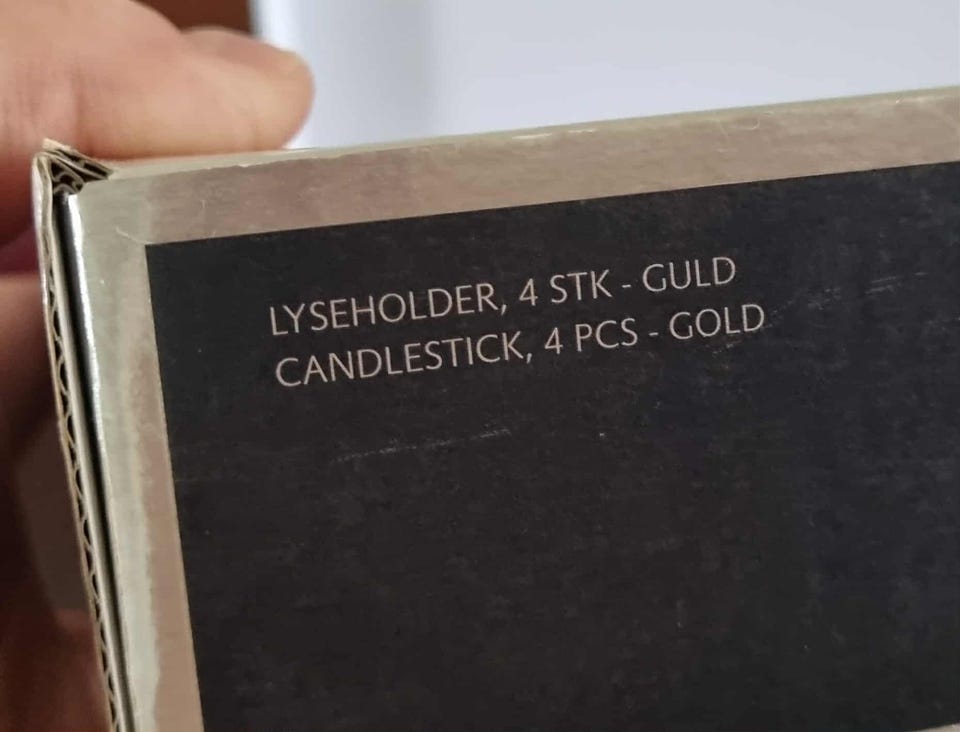 LYSEHOLDER, 4 STK - GULD
CANDLESTICK, 4 PCS - GOLD